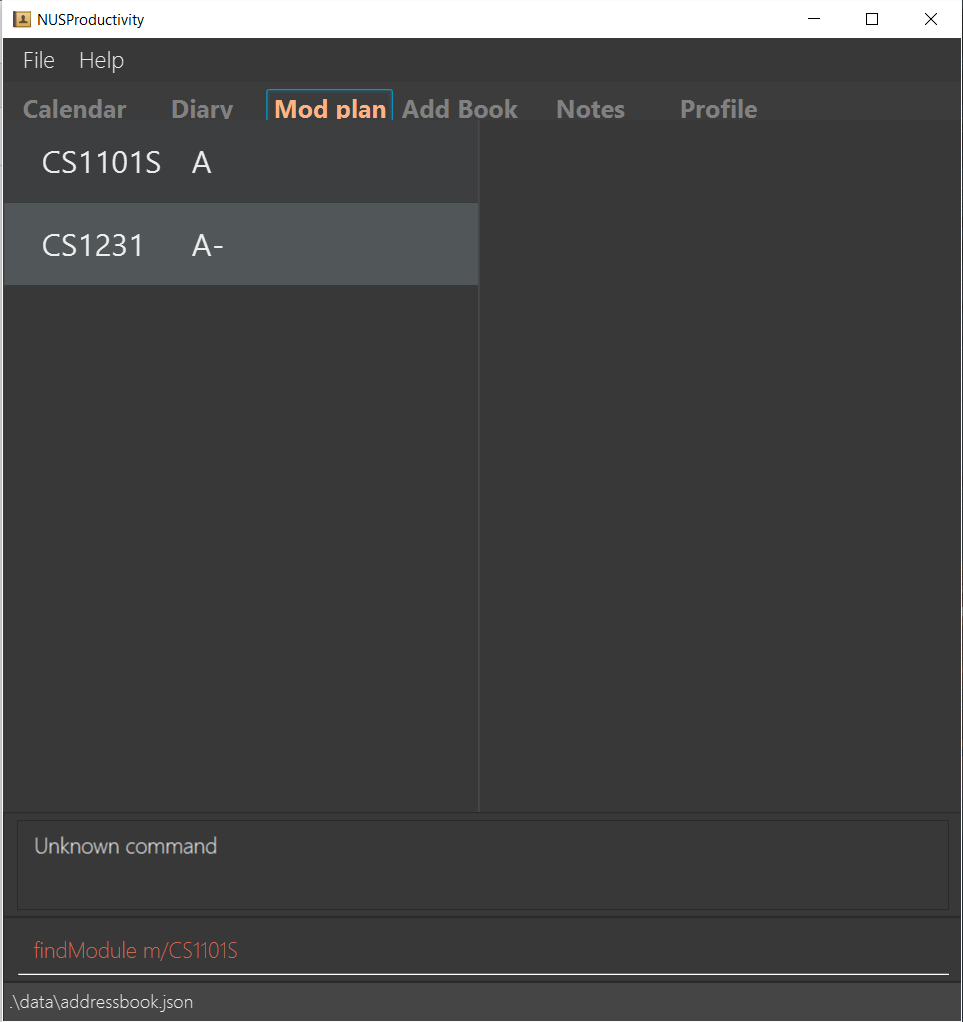 NUSProductivity
File Help
Calendar Diary Mod plan Add Book Notes Profile
CS1101S A
CS1231 A-
Unknown command
findModule m/CS1101S
.\data\addressbook.json